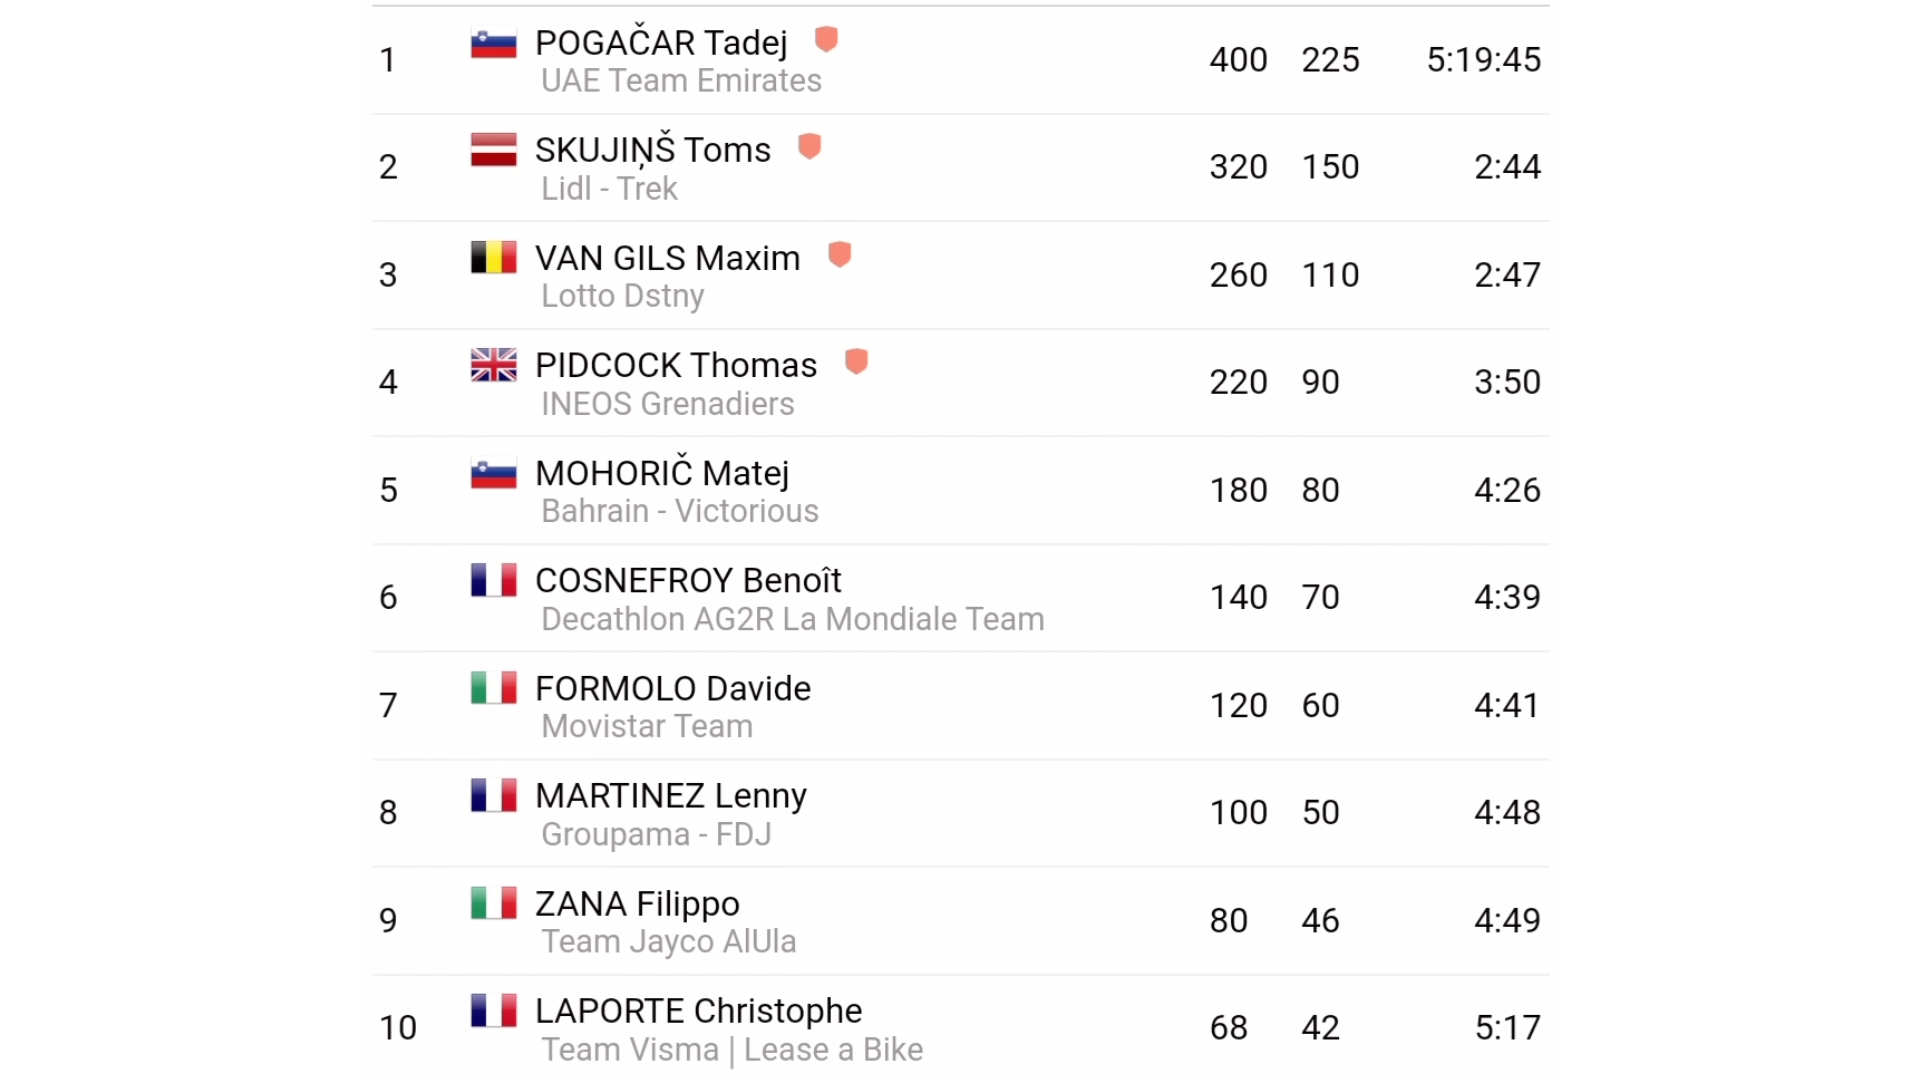 1 POGAČAR Tadej 400 225 5:19:45
UAE Team Emirates
2 SKUJIŅŠ Toms 320 150 2:44
Lidl - Trek
3 VAN GILS Maxim 260 110 2:47
Lotto Dstny
4 PIDCOCK Thomas 220 90 3:50
INEOS Grenadiers
5 MOHORIČ Matej 180 80 4:26
Bahrain - Victorious
6 COSNEFROY Benoît 140 70 4:39
Decathlon AG2R La Mondiale Team
7 FORMOLO Davide 120 60 4:41
Movistar Team
8 MARTINEZ Lenny 100 50 4:48
Groupama - FDJ
9 ZANA Filippo 80 46 4:49
Team Jayco AlUla
10 LAPORTE Christophe 68 42 5:17
Team Visma | Lease a Bike